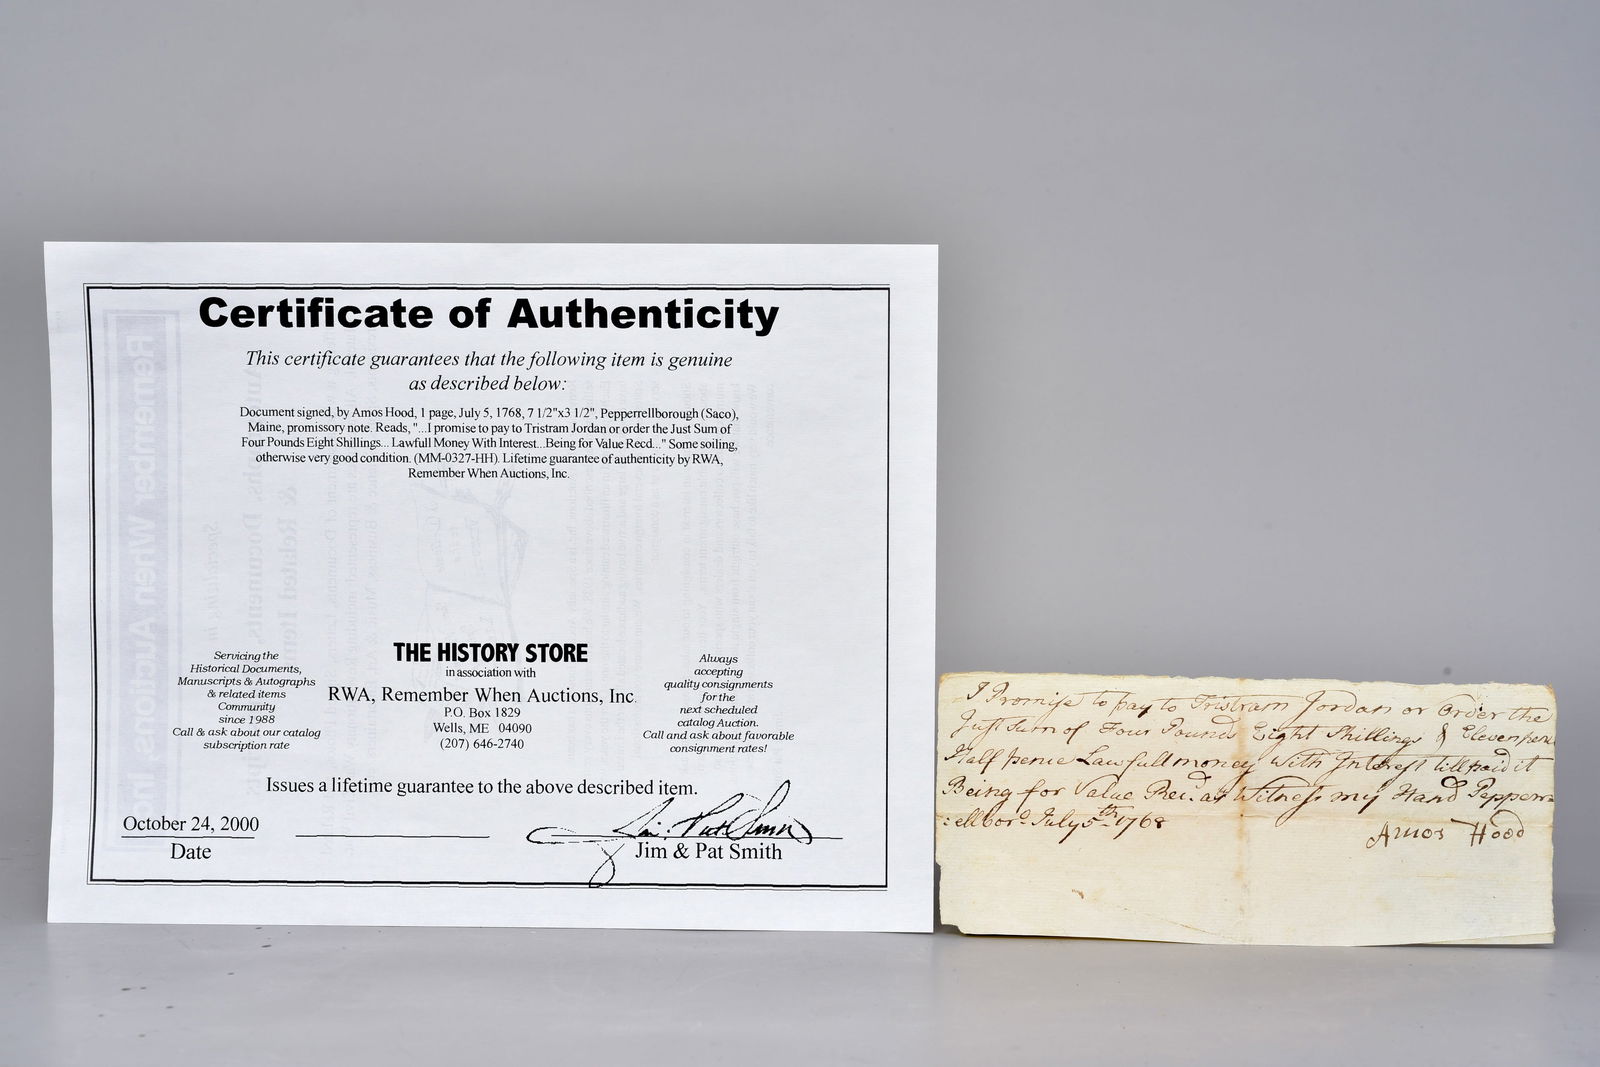 Certificate of Authenticity
This certificate guarantees that the following item is genuine
as described below:
Document signed, by Amos Hood, 1 page, July 5, 1768, 7 1/2"x3 1/2", Pepperrellborough (Saco),
Maine, promissory note. Reads, "...I promise to pay to Tristram Jordan or order the Just Sum of
Four Pounds Eight Shillings... Lawfull Money With Interest...Being for Value Recd..." Some soiling,
otherwise very good condition. (MM-0327-HH). Lifetime guarantee of authenticity by RWA,
Remember When Auctions, Inc.
Servicing the
Historical Documents,
Manuscripts & Autographs
& related items
Community
since 1988
Call & ask about our catalog
subscription rate
THE HISTORY STORE
in association with
RWA, Remember When Auctions, Inc.
P.O. Box 1829
Wells, ME 04090
(207) 646-2740
Always
accepting
quality consignments
for the
next scheduled
catalog Auction.
Call and ask about favorable
consignment rates!
Issues a lifetime guarantee to the above described item.
October 24, 2000
Date
Jim & Pat Smith
I Promise to pay to Tristram Jordan or Order the
Just Sum of Four Pounds Eight Shillings & Elevenpen
Half penie Lawfull money With Interest till paid it
Being for Value Recd. as Witness my Hand Pepperr=
:ellboro. July 5th 1768
Amos Hood